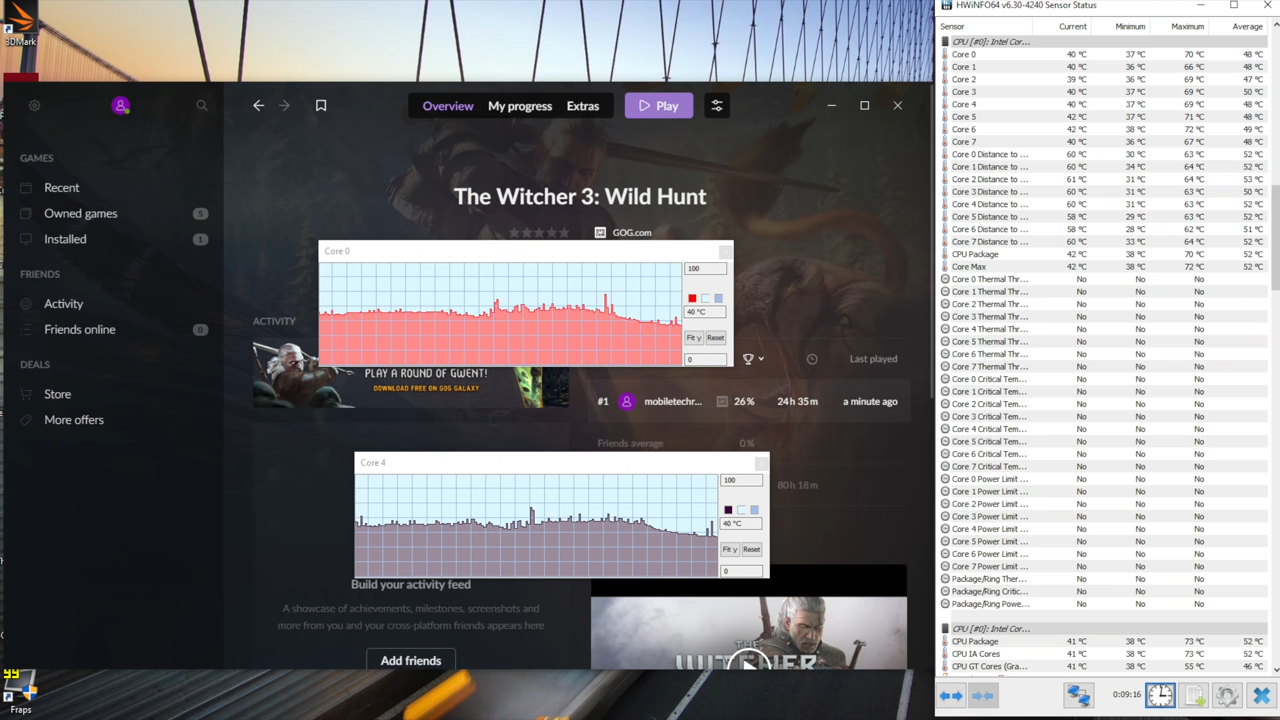 3DMark
Overview
My progress
Extras
Play
GAMES
Recent
Owned games 5
Installed 1
FRIENDS
Activity
Friends online 0
DEALS
Store
More offers
The Witcher 3: Wild Hunt
GOG.com
Core 0
100
40 °C
Fit y Reset
0
ACTIVITY
PLAY A ROUND OF GWENT!
DOWNLOAD FREE ON GOG GALAXY
Last played
#1 mobiletechr... 26% 24h 35m a minute ago
Friends average 0%
80h 18m
Core 4
100
40 °C
Fit y Reset
0
Build your activity feed
A showcase of achievements, milestones, screenshots and
more from you and your cross-platform friends appears here
Add friends
THE
WITCHER
99
Fraps
HWiNFO64 v6.30-4240 Sensor Status
Sensor Current Minimum Maximum Average
CPU [#0]: Intel Cor...
Core 0 40 °C 37 °C 70 °C 48 °C
Core 1 40 °C 36 °C 66 °C 48 °C
Core 2 39 °C 36 °C 69 °C 47 °C
Core 3 40 °C 36 °C 69 °C 50 °C
Core 4 40 °C 37 °C 69 °C 48 °C
Core 5 42 °C 37 °C 71 °C 48 °C
Core 6 42 °C 38 °C 72 °C 49 °C
Core 7 40 °C 36 °C 67 °C 48 °C
Core 0 Distance to ... 60 °C 30 °C 63 °C 52 °C
Core 1 Distance to ... 60 °C 34 °C 64 °C 52 °C
Core 2 Distance to ... 61 °C 31 °C 64 °C 53 °C
Core 3 Distance to ... 60 °C 31 °C 63 °C 50 °C
Core 4 Distance to ... 60 °C 31 °C 63 °C 52 °C
Core 5 Distance to ... 58 °C 29 °C 63 °C 52 °C
Core 6 Distance to ... 58 °C 28 °C 62 °C 51 °C
Core 7 Distance to ... 60 °C 33 °C 64 °C 52 °C
CPU Package 42 °C 38 °C 70 °C 52 °C
Core Max 42 °C 38 °C 72 °C 52 °C
Core 0 Thermal Thr... No No No
Core 1 Thermal Thr... No No No
Core 2 Thermal Thr... No No No
Core 3 Thermal Thr... No No No
Core 4 Thermal Thr... No No No
Core 5 Thermal Thr... No No No
Core 6 Thermal Thr... No No No
Core 7 Thermal Thr... No No No
Core 0 Critical Tem... No No No
Core 1 Critical Tem... No No No
Core 2 Critical Tem... No No No
Core 3 Critical Tem... No No No
Core 4 Critical Tem... No No No
Core 5 Critical Tem... No No No
Core 6 Critical Tem... No No No
Core 7 Critical Tem... No No No
Core 0 Power Limit ... No No No
Core 1 Power Limit ... No No No
Core 2 Power Limit ... No No No
Core 3 Power Limit ... No No No
Core 4 Power Limit ... No No No
Core 5 Power Limit ... No No No
Core 6 Power Limit ... No No No
Core 7 Power Limit ... No No No
Package/Ring Ther... No No No
Package/Ring Critic... No No No
Package/Ring Powe... No No No
CPU [#0]: Intel Cor...
CPU Package 41 °C 38 °C 73 °C 52 °C
CPU IA Cores 41 °C 38 °C 73 °C 52 °C
CPU GT Cores (Gra... 41 °C 38 °C 55 °C 46 °C
0:09:16